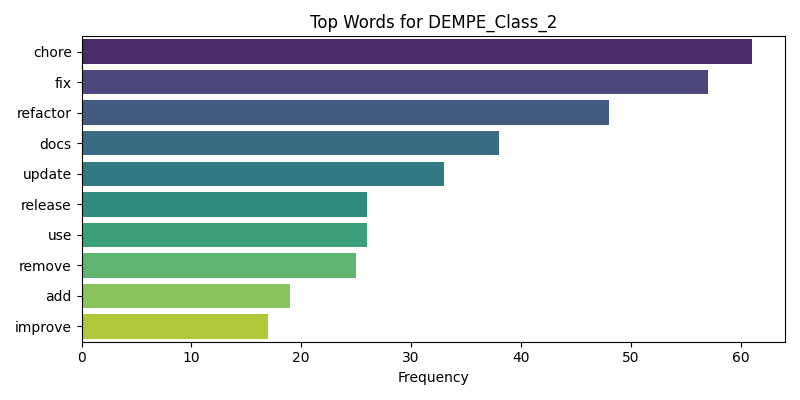 Top Words for DEMPE_Class_2
chore
fix
refactor
docs
update
release
use
remove
add
improve
0 10 20 30 40 50 60
Frequency